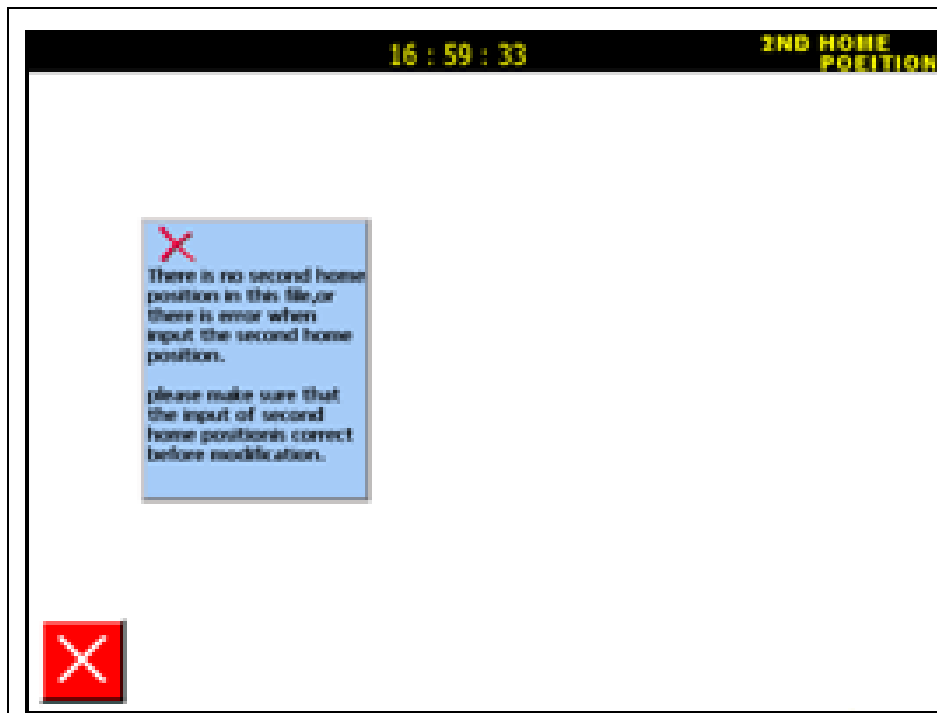 16 : 59 : 33
2ND HOME
POEITION
There is no second home
position in this file,or
there is error when
input the second home
position.
please make sure that
the input of second
home positionis correct
before modification.